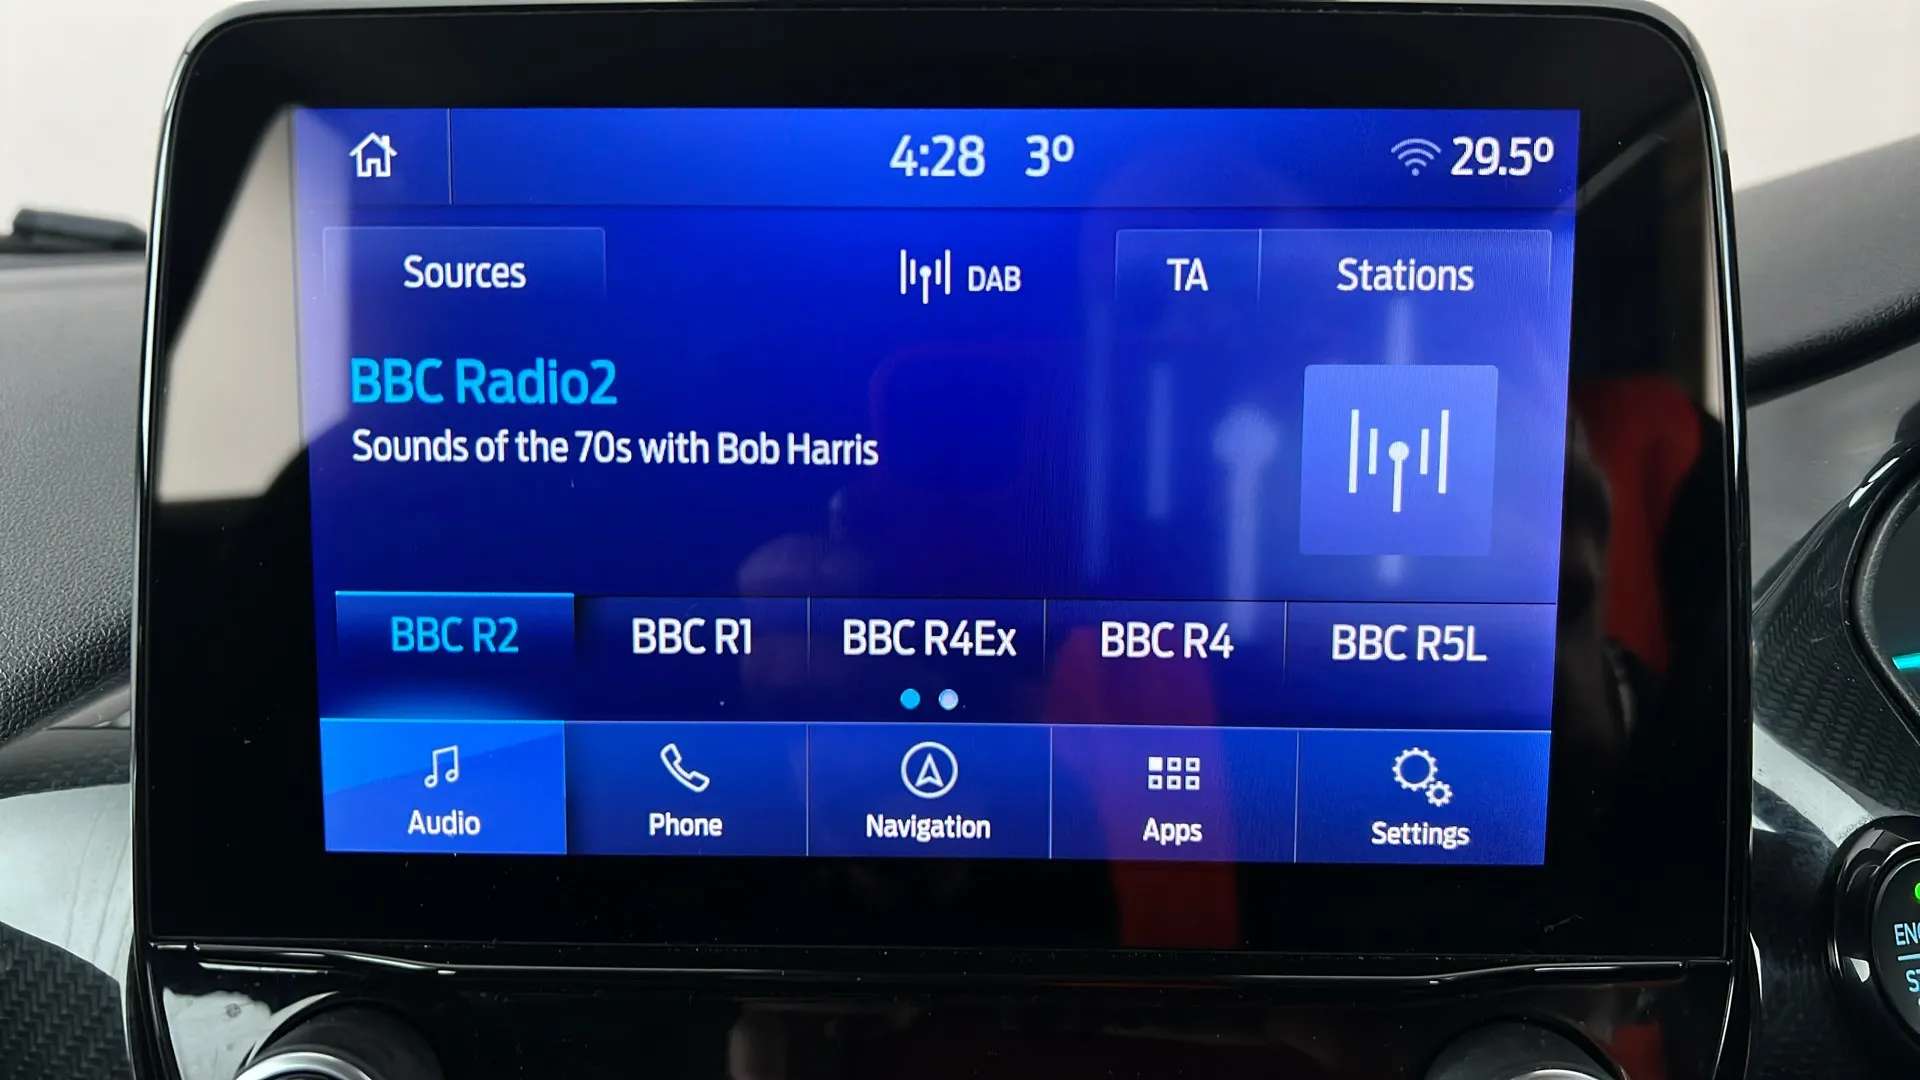 4:28 3° 29.5°
Sources DAB TA Stations
BBC Radio2
Sounds of the 70s with Bob Harris
BBC R2 BBC R1 BBC R4Ex BBC R4 BBC R5L
Audio Phone Navigation Apps Settings